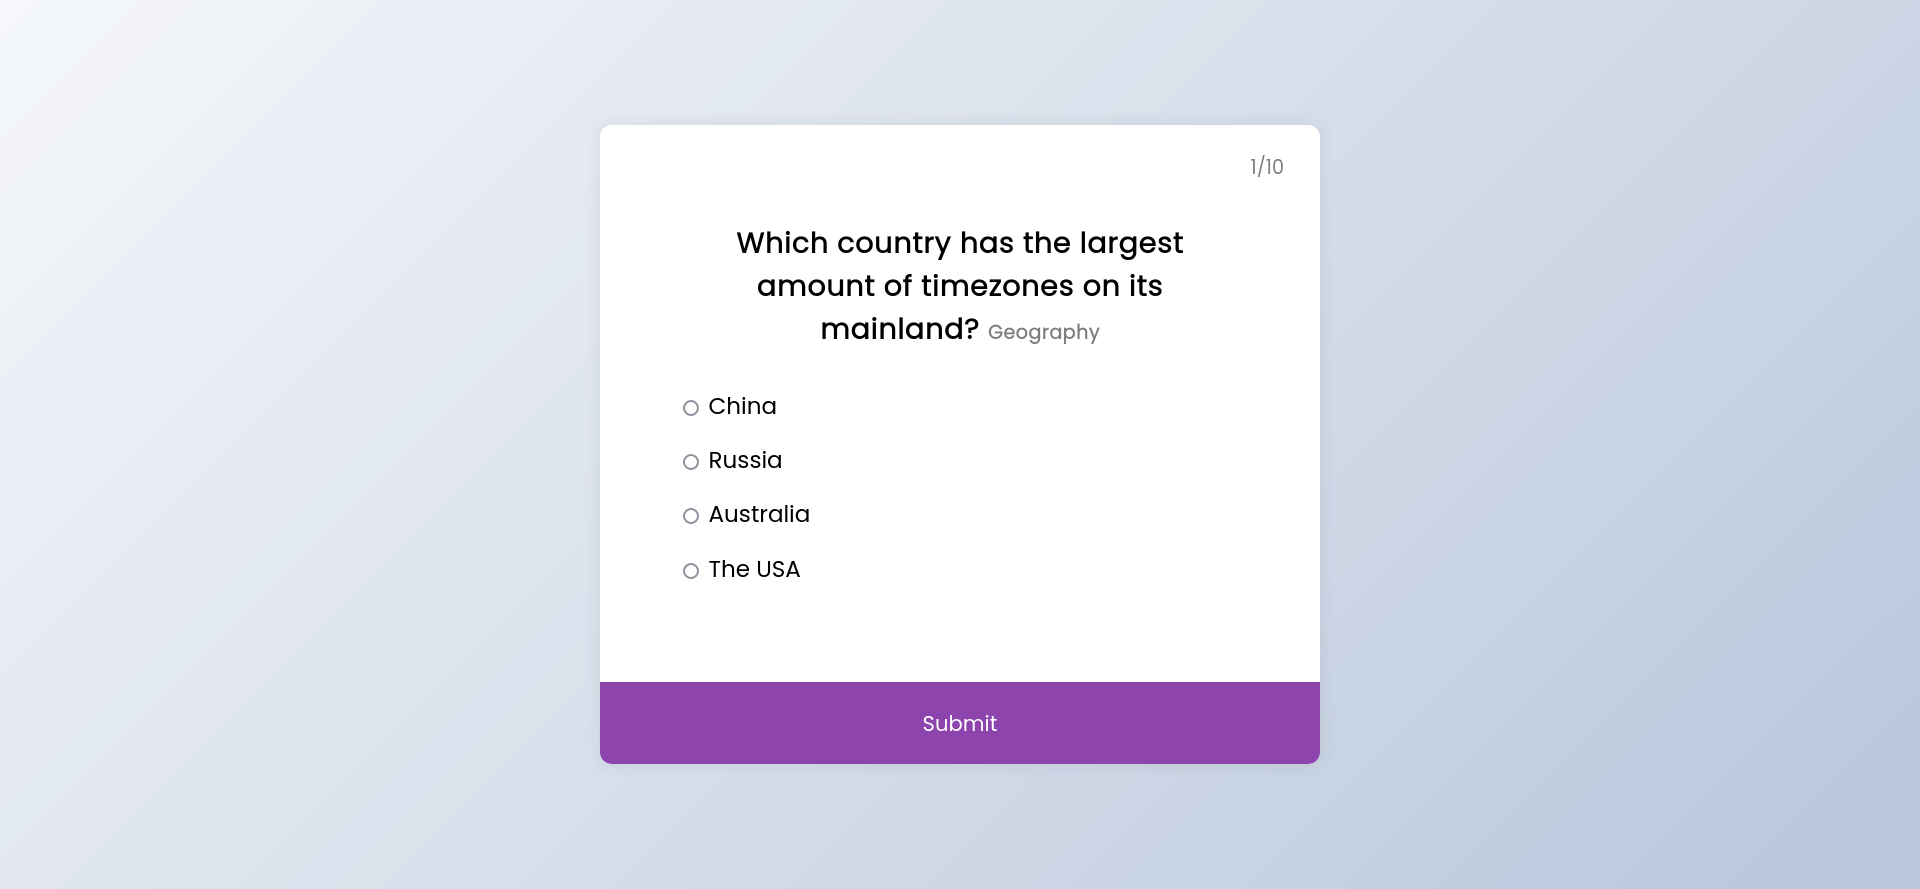 1/10
Which country has the largest
amount of timezones on its
mainland? Geography
China
Russia
Australia
The USA
Submit